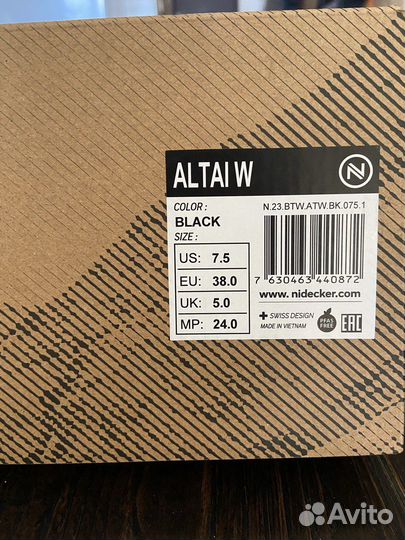 ALTAI W
N
COLOR :
BLACK
SIZE :
N.23.BTW.ATW.BK.075.1
US: 7.5
EU: 38.0
UK: 5.0
MP: 24.0
7 630463 440872
www.nidecker.com
+ SWISS DESIGN
MADE IN VIETNAM
PFAS
FREE
EAC
Avito